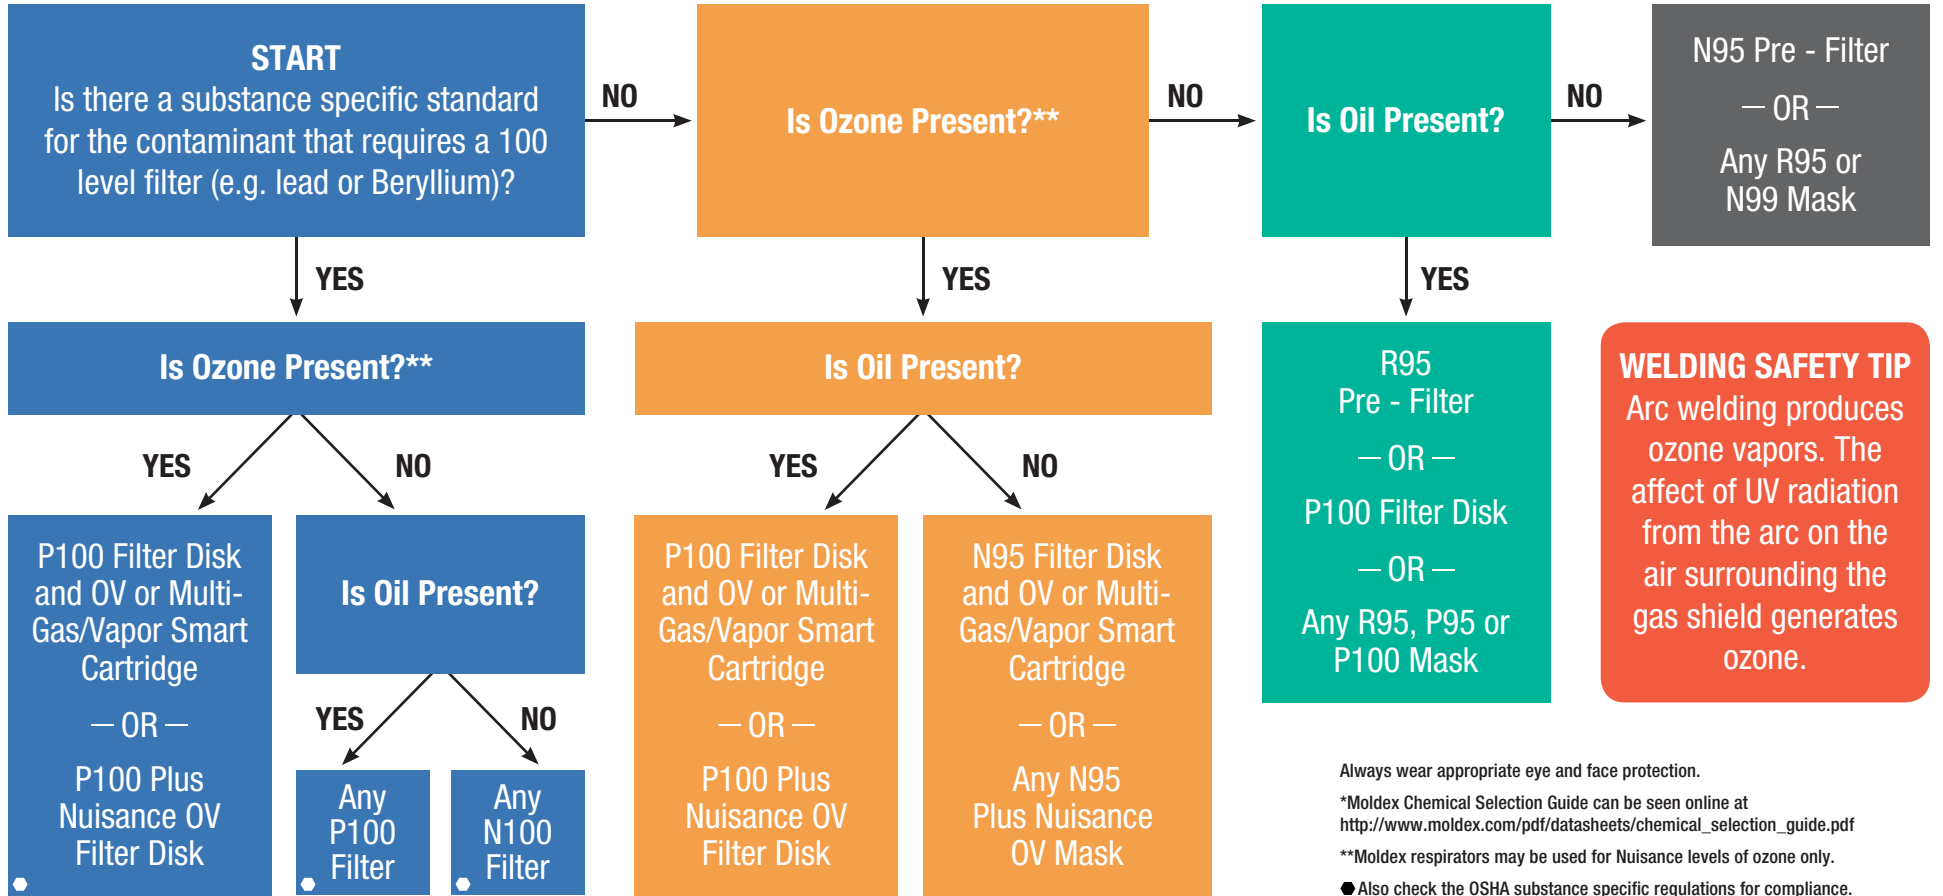 START
Is there a substance specific standard
for the contaminant that requires a 100
level filter (e.g. lead or Beryllium)?
NO
Is Ozone Present?**
NO
Is Oil Present?
NO
N95 Pre - Filter
— OR —
Any R95 or
N99 Mask
YES
YES
YES
Is Ozone Present?**
YES
NO
P100 Filter Disk
and OV or Multi-
Gas/Vapor Smart
Cartridge
— OR —
P100 Plus
Nuisance OV
Filter Disk
Is Oil Present?
YES
NO
Any
P100
Filter
Any
N100
Filter
Is Oil Present?
YES
NO
P100 Filter Disk
and OV or Multi-
Gas/Vapor Smart
Cartridge
— OR —
P100 Plus
Nuisance OV
Filter Disk
N95 Filter Disk
and OV or Multi-
Gas/Vapor Smart
Cartridge
— OR —
Any N95
Plus Nuisance
OV Mask
R95
Pre - Filter
— OR —
P100 Filter Disk
— OR —
Any R95, P95 or
P100 Mask
WELDING SAFETY TIP
Arc welding produces
ozone vapors. The
affect of UV radiation
from the arc on the
air surrounding the
gas shield generates
ozone.
Always wear appropriate eye and face protection.
*Moldex Chemical Selection Guide can be seen online at
http://www.moldex.com/pdf/datasheets/chemical_selection_guide.pdf
**Moldex respirators may be used for Nuisance levels of ozone only.
Also check the OSHA substance specific regulations for compliance.